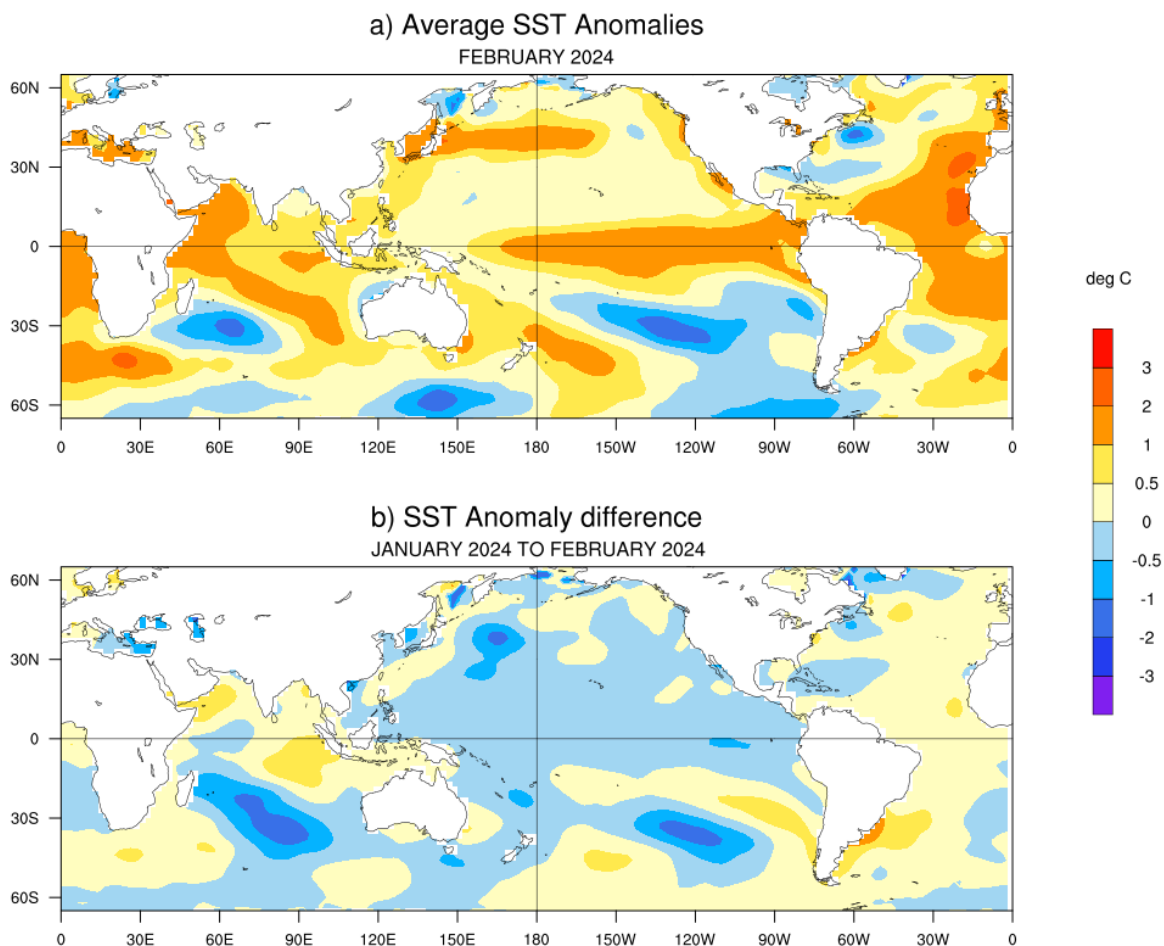 a) Average SST Anomalies
FEBRUARY 2024
60N
30N
0
30S
60S
0 30E 60E 90E 120E 150E 180 150W 120W 90W 60W 30W 0
deg C
3
2
1
0.5
0
-0.5
-1
-2
-3
b) SST Anomaly difference
JANUARY 2024 TO FEBRUARY 2024
60N
30N
0
30S
60S
0 30E 60E 90E 120E 150E 180 150W 120W 90W 60W 30W 0